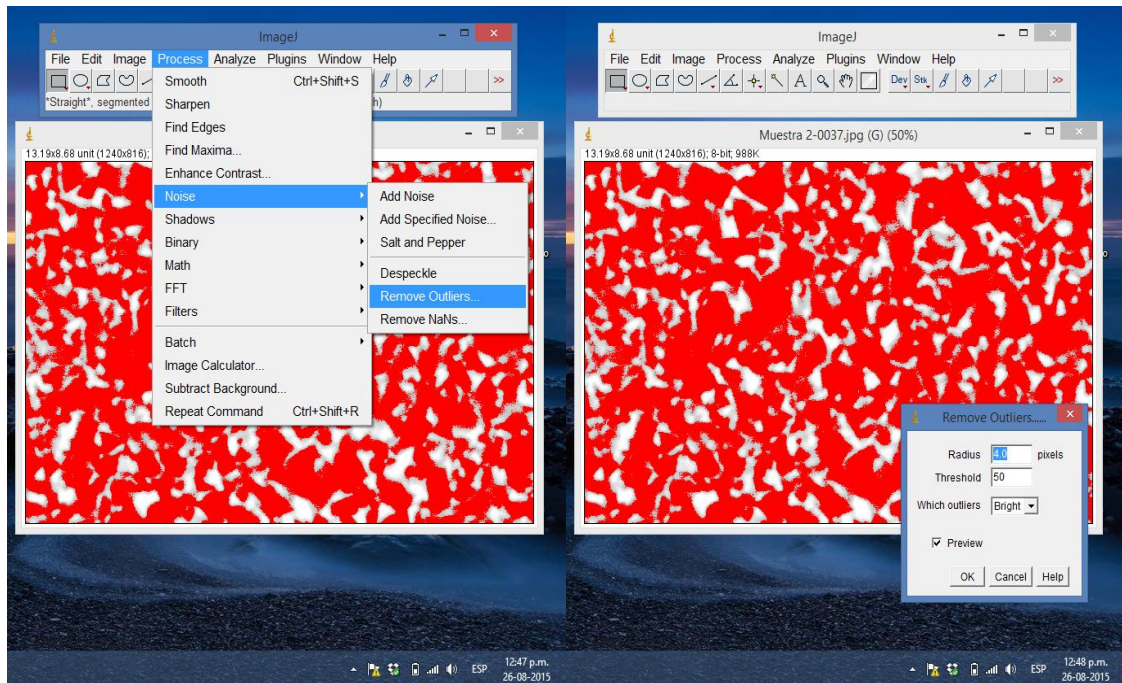 ImageJ
File Edit Image Process Analyze Plugins Window Help
*Straight*, segmented
h)
13.19x8.68 unit (1240x816);
Smooth Ctrl+Shift+S
Sharpen
Find Edges
Find Maxima...
Enhance Contrast...
Noise
Shadows
Binary
Math
FFT
Filters
Batch
Image Calculator...
Subtract Background...
Repeat Command Ctrl+Shift+R
Add Noise
Add Specified Noise...
Salt and Pepper
Despeckle
Remove Outliers...
Remove NaNs...
o
ESP
12:47 p.m.
26-08-2015
ImageJ
File Edit Image Process Analyze Plugins Window Help
A Dev Stk
Muestra 2-0037.jpg (G) (50%)
13.19x8.68 unit (1240x816); 8-bit; 988K
Remove Outliers......
Radius 4.0 pixels
Threshold 50
Which outliers Bright
Preview
OK Cancel Help
o
ESP
12:48 p.m.
26-08-2015